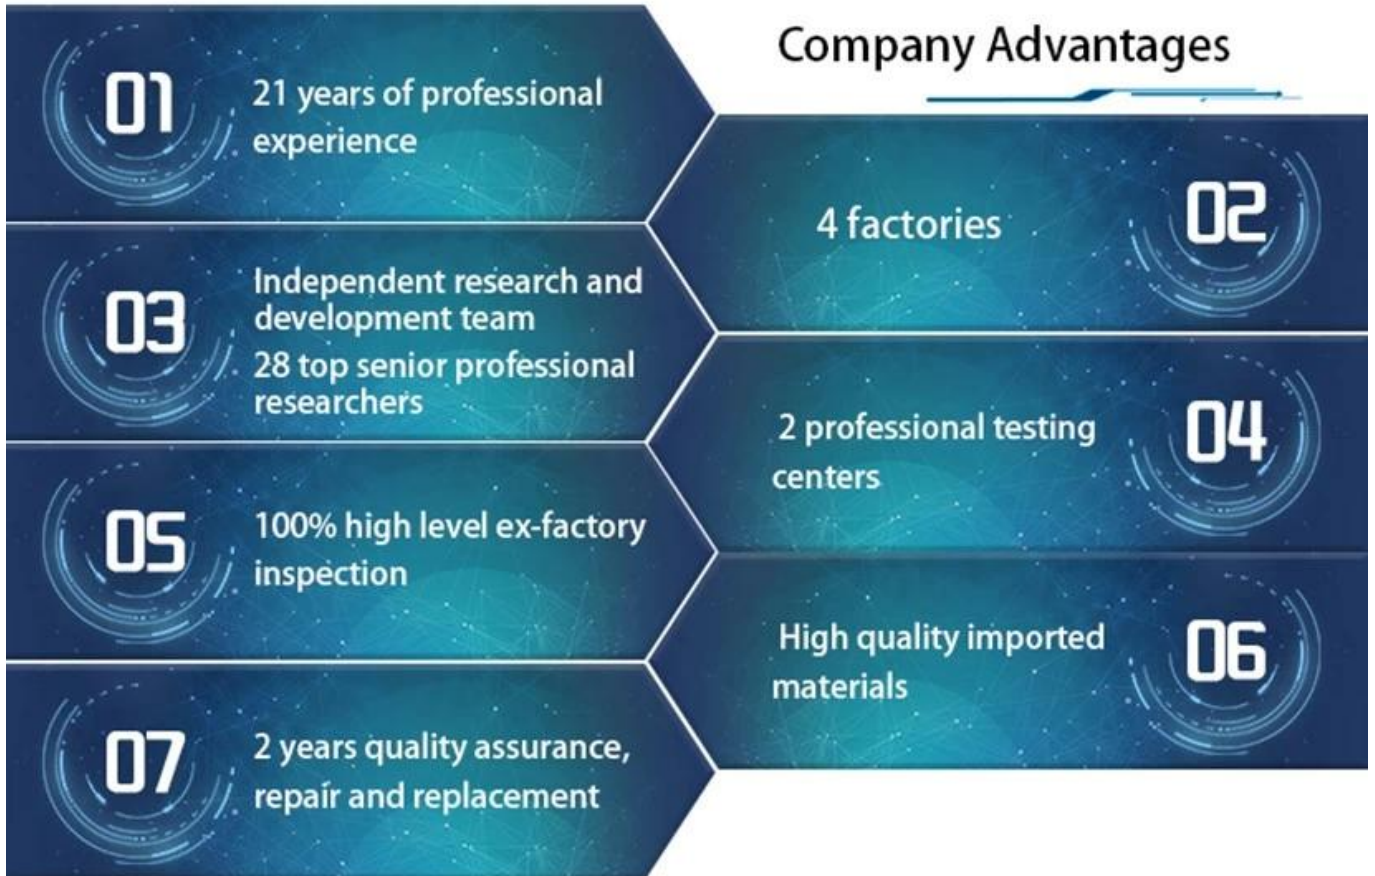 Company Advantages
01
21 years of professional
experience
02
4 factories
03
Independent research and
development team
28 top senior professional
researchers
04
2 professional testing
centers
05
100% high level ex-factory
inspection
06
High quality imported
materials
07
2 years quality assurance,
repair and replacement